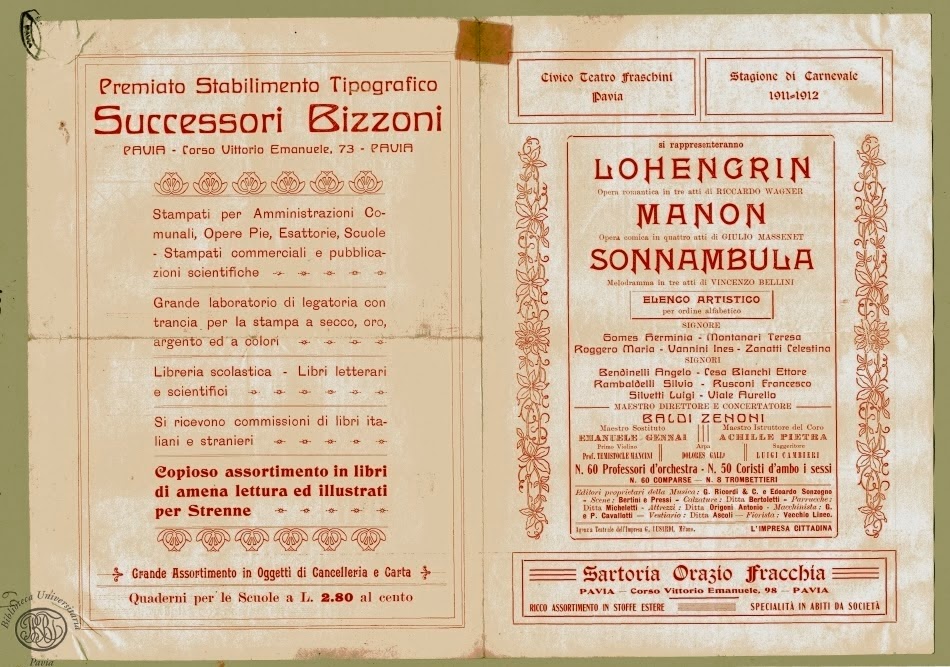 Premiato Stabilimento Tipografico
Successori Bizzoni
PAVIA - Corso Vittorio Emanuele, 73 - PAVIA
Stampati per Amministrazioni Co-
munali, Opere Pie, Esattorie, Scuole
- Stampati commerciali e pubblica-
zioni scientifiche
Grande laboratorio di legatoria con
trancia per la stampa a secco, oro,
argento ed a colori
Libreria scolastica - Libri letterari
e scientifici
Si ricevono commissioni di libri ita-
liani e stranieri
Copioso assortimento in libri
di amena lettura ed illustrati
per Strenne
Grande Assortimento in Oggetti di Cancelleria e Carta
Quaderni per le Scuole a L. 2.80 al cento
Biblioteca Universitaria
Pavia
Civico Teatro Fraschini
Pavia
Stagione di Carnevale
1911-1912
si rappresenteranno
LOHENGRIN
Opera romantica in tre atti di RICCARDO WAGNER
MANON
Opera comica in quattro atti di GIULIO MASSENET
SONNAMBULA
Melodramma in tre atti di VINCENZO BELLINI
ELENCO ARTISTICO
per ordine alfabetico
SIGNORE
Gomes Herminia - Montanari Teresa
Roggero Maria - Vannini Ines - Zanatti Celestina
SIGNORI
Bendinelli Angelo - Cesa Bianchi Ettore
Rambaldelli Silvio - Rusconi Francesco
Silvetti Luigi - Viale Aurelio
MAESTRO DIRETTORE E CONCERTATORE
BALDI ZENONI
Maestro Sostituto
EMANUELE GENNAI
Maestro Istruttore del Coro
ACHILLE PIETRA
Primo Violino
Prof. TEMISTOCLE MANCINI
Arpa
DOLORES GALLI
Suggeritore
LUIGI CAMBIERI
N. 60 Professori d'orchestra - N. 50 Coristi d'ambo i sessi
N. 60 COMPARSE — N. 8 TROMBETTIERI
Editori proprietari della Musica: G. Ricordi & C. e Edoardo Sonzogno
- Scene: Bertini e Pressi - Calzature: Ditta Bertoletti - Parrucche:
Ditta Micheletti - Attrezzi: Ditta Origoni Antonio - Macchinista: G.
e P. Cavallotti - Vestiario: Ditta Ascoli - Fiorista: Vecchio Lineo.
Agenzia Teatrale dell'Impresa G. LUSARDI, Milano.
L'IMPRESA CITTADINA
Sartoria Orazio Fracchia
PAVIA — Corso Vittorio Emanuele, 98 — PAVIA
RICCO ASSORTIMENTO IN STOFFE ESTERE
SPECIALITÀ IN ABITI DA SOCIETÀ